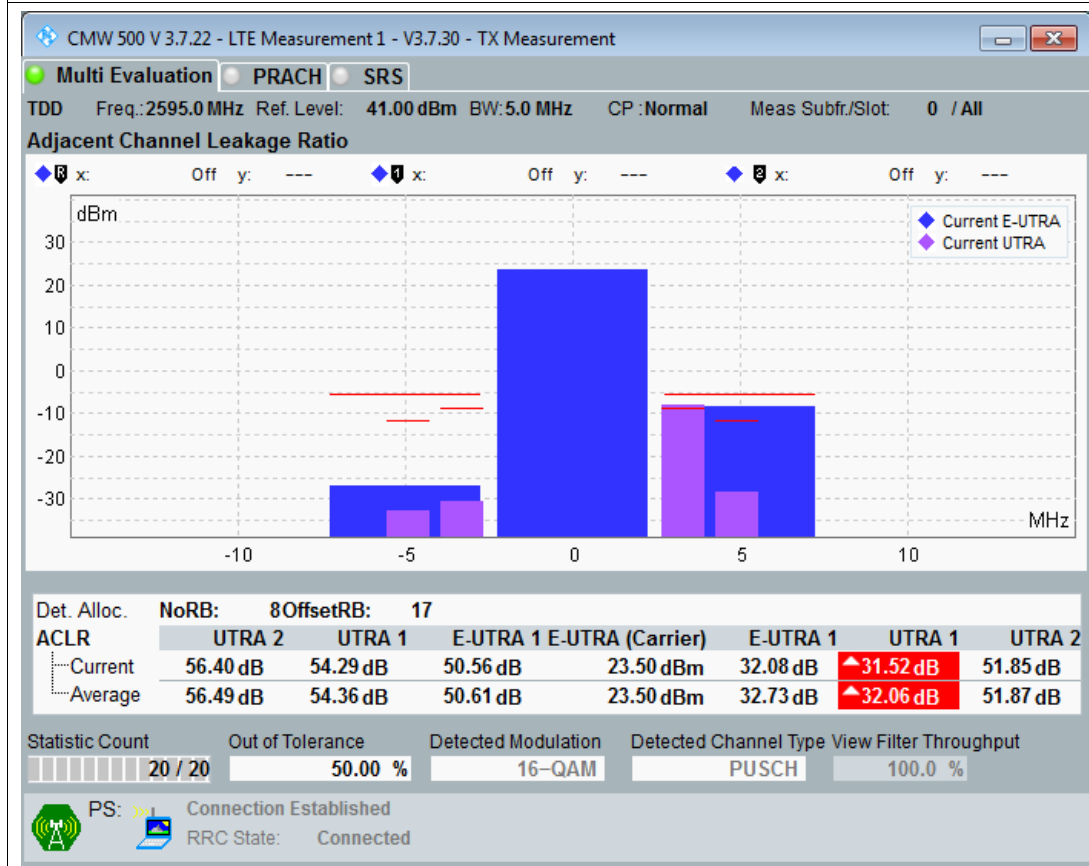 CMW 500 V 3.7.22 - LTE Measurement 1 - V3.7.30 - TX Measurement
Multi Evaluation PRACH SRS
TDD Freq.: 2595.0 MHz Ref. Level: 41.00 dBm BW: 5.0 MHz CP : Normal Meas Subfr./Slot: 0 / All
Adjacent Channel Leakage Ratio
R x: Off y: --- 1 x: Off y: --- 2 x: Off y: ---
dBm
Current E-UTRA
Current UTRA
30
20
10
0
-10
-20
-30
MHz
-10 -5 0 5 10
Det. Alloc. NoRB: 8 OffsetRB: 17
ACLR UTRA 2 UTRA 1 E-UTRA 1 E-UTRA (Carrier) E-UTRA 1 UTRA 1 UTRA 2
Current 56.40 dB 54.29 dB 50.56 dB 23.50 dBm 32.08 dB 31.52 dB 51.85 dB
Average 56.49 dB 54.36 dB 50.61 dB 23.50 dBm 32.73 dB 32.06 dB 51.87 dB
Statistic Count Out of Tolerance Detected Modulation Detected Channel Type View Filter Throughput
20 / 20 50.00 % 16-QAM PUSCH 100.0 %
PS: Connection Established
RRC State: Connected